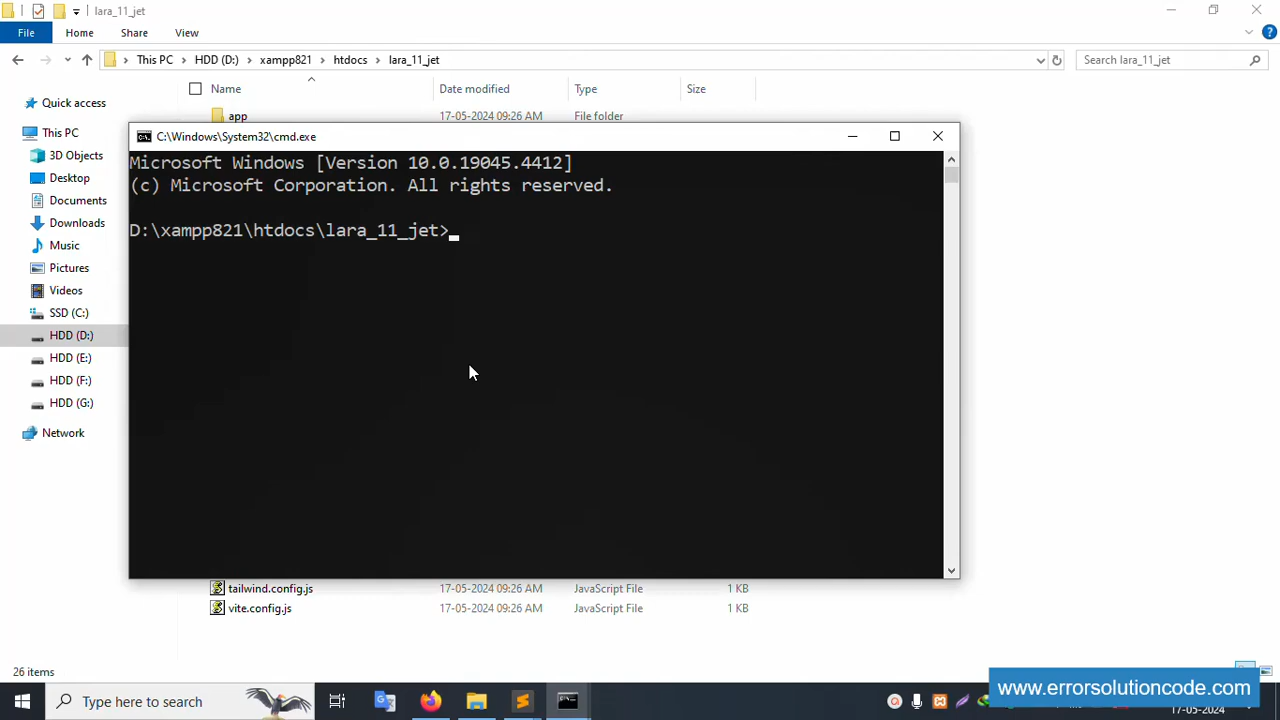 lara_11_jet
File
Home
Share
View
This PC
HDD (D:)
xampp821
htdocs
lara_11_jet
Search lara_11_jet
Name
Date modified
Type
Size
Quick access
app
17-05-2024 09:26 AM
File folder
This PC
3D Objects
Desktop
Documents
Downloads
Music
Pictures
Videos
SSD (C:)
HDD (D:)
HDD (E:)
HDD (F:)
HDD (G:)
Network
C:\Windows\System32\cmd.exe
Microsoft Windows [Version 10.0.19045.4412]
(c) Microsoft Corporation. All rights reserved.
D:\xampp821\htdocs\lara_11_jet>
tailwind.config.js
17-05-2024 09:26 AM
JavaScript File
1 KB
vite.config.js
17-05-2024 09:26 AM
JavaScript File
1 KB
26 items
www.errorsolutioncode.com
Type here to search
17-05-2024